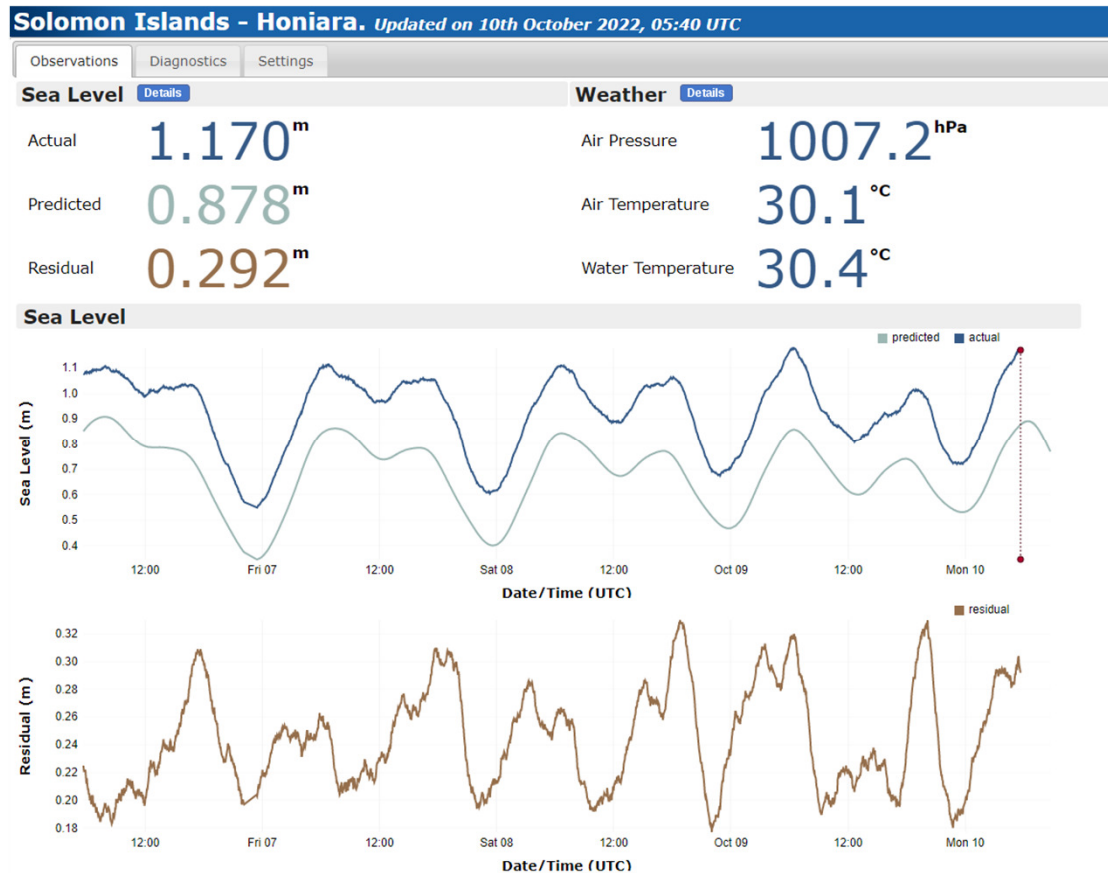 Solomon Islands - Honiara. Updated on 10th October 2022, 05:40 UTC
Observations Diagnostics Settings
Sea Level Details
Actual 1.170 m
Predicted 0.878 m
Residual 0.292 m
Weather Details
Air Pressure 1007.2 hPa
Air Temperature 30.1 °C
Water Temperature 30.4 °C
Sea Level
predicted actual
Sea Level (m)
1.1
1.0
0.9
0.8
0.7
0.6
0.5
0.4
12:00 Fri 07 12:00 Sat 08 12:00 Oct 09 12:00 Mon 10
Date/Time (UTC)
residual
Residual (m)
0.32
0.30
0.28
0.26
0.24
0.22
0.20
0.18
12:00 Fri 07 12:00 Sat 08 12:00 Oct 09 12:00 Mon 10
Date/Time (UTC)